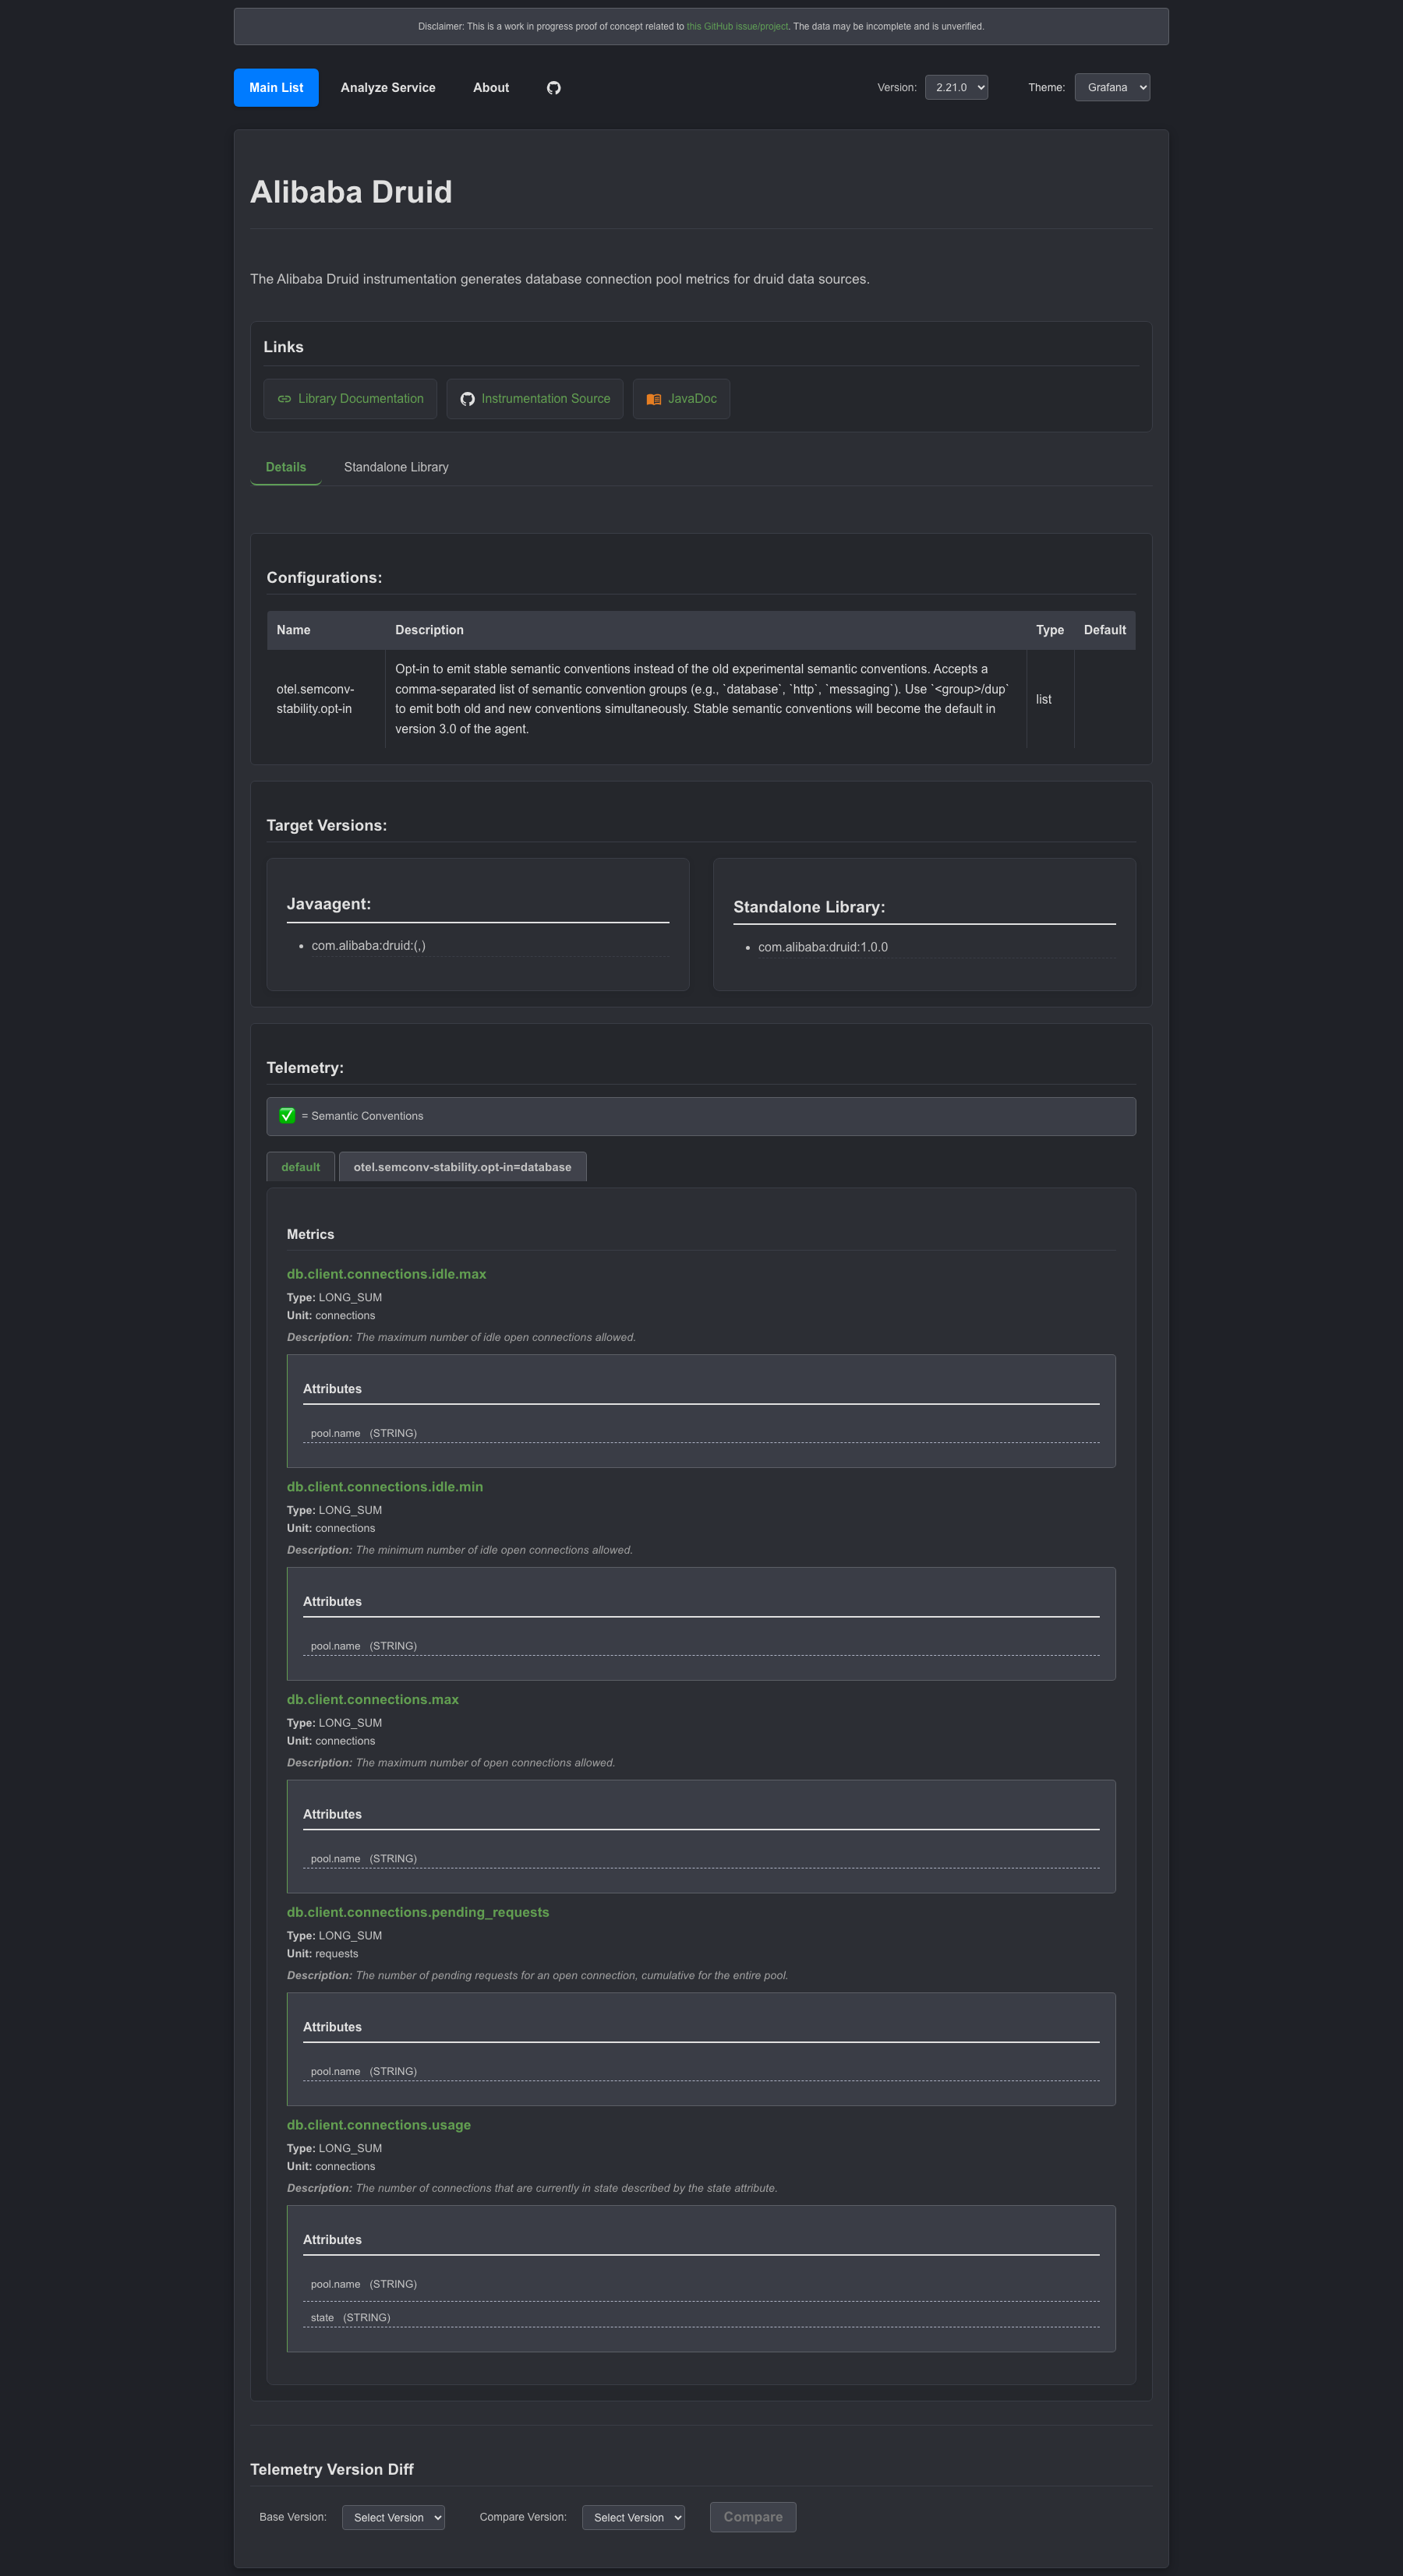 Disclaimer: This is a work in progress proof of concept related to this GitHub issue/project. The data may be incomplete and is unverified.
Main List
Analyze Service
About
Version:
2.21.0
Theme:
Grafana
Alibaba Druid
The Alibaba Druid instrumentation generates database connection pool metrics for druid data sources.
Links
Library Documentation
Instrumentation Source
JavaDoc
Details
Standalone Library
Configurations:
Name Description Type Default
otel.semconv-
stability.opt-in
Opt-in to emit stable semantic conventions instead of the old experimental semantic conventions. Accepts a
comma-separated list of semantic convention groups (e.g., `database`, `http`, `messaging`). Use `<group>/dup`
to emit both old and new conventions simultaneously. Stable semantic conventions will become the default in
version 3.0 of the agent.
list
Target Versions:
Javaagent:
• com.alibaba:druid:(,)
Standalone Library:
• com.alibaba:druid:1.0.0
Telemetry:
✅ = Semantic Conventions
default
otel.semconv-stability.opt-in=database
Metrics
db.client.connections.idle.max
Type: LONG_SUM
Unit: connections
Description: The maximum number of idle open connections allowed.
Attributes
pool.name (STRING)
db.client.connections.idle.min
Type: LONG_SUM
Unit: connections
Description: The minimum number of idle open connections allowed.
Attributes
pool.name (STRING)
db.client.connections.max
Type: LONG_SUM
Unit: connections
Description: The maximum number of open connections allowed.
Attributes
pool.name (STRING)
db.client.connections.pending_requests
Type: LONG_SUM
Unit: requests
Description: The number of pending requests for an open connection, cumulative for the entire pool.
Attributes
pool.name (STRING)
db.client.connections.usage
Type: LONG_SUM
Unit: connections
Description: The number of connections that are currently in state described by the state attribute.
Attributes
pool.name (STRING)
state (STRING)
Telemetry Version Diff
Base Version:
Select Version
Compare Version:
Select Version
Compare